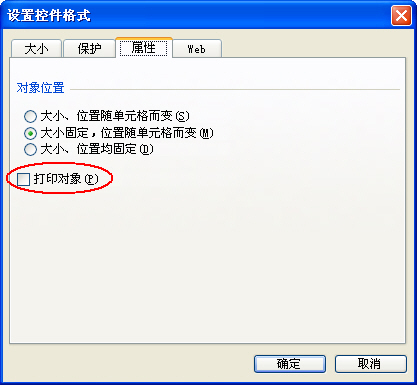 设置控件格式
大小 保护 属性 Web
对象位置
大小、位置随单元格而变(S)
大小固定，位置随单元格而变(M)
大小、位置均固定(D)
打印对象(P)
确定 取消